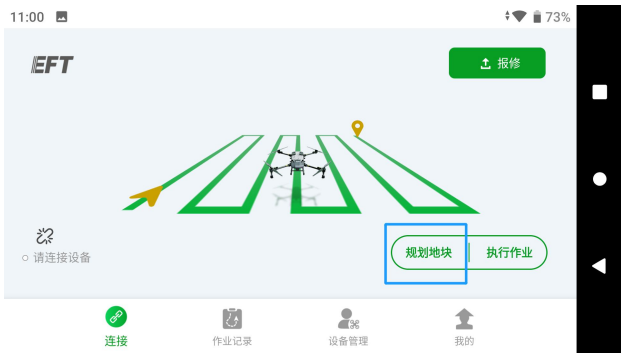 11:00
73%
EFT
报修
请连接设备
规划地块
执行作业
连接
作业记录
设备管理
我的